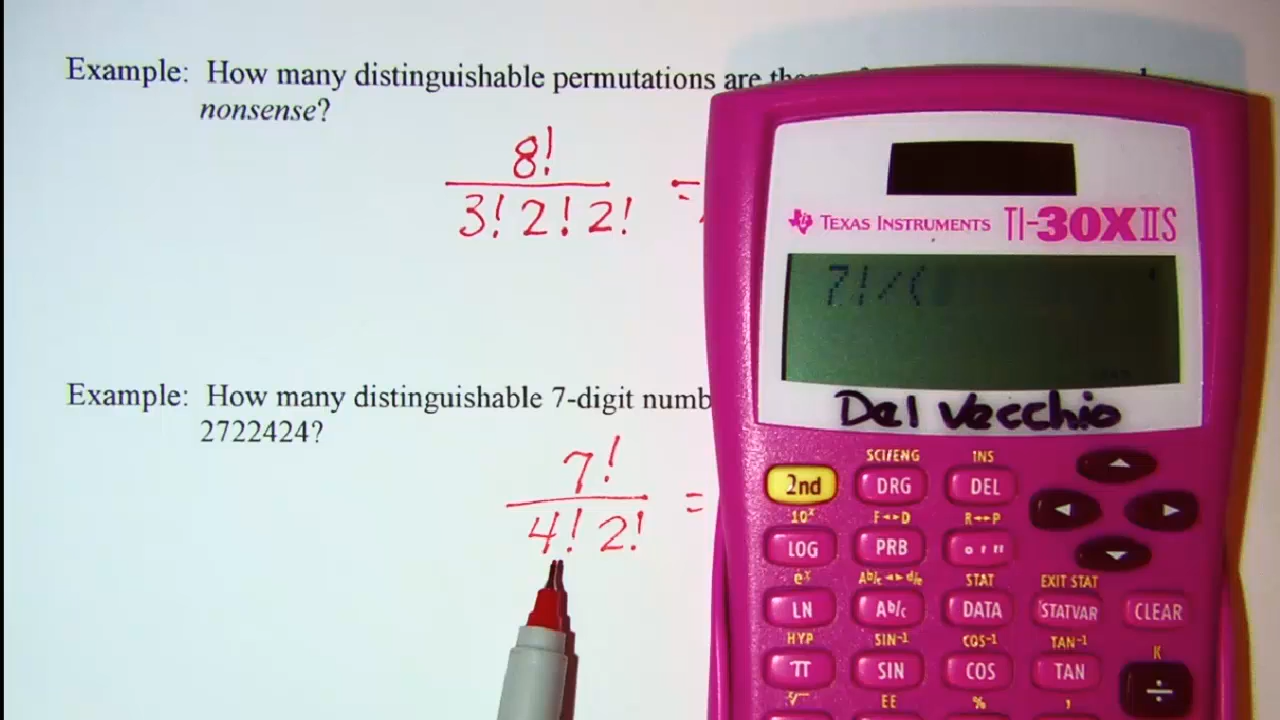 Example: How many distinguishable permutations are
nonsense?
8!
3! 2! 2!
=
TEXAS INSTRUMENTS TI-30X IIS
7!/(
Del Vecchio
Example: How many distinguishable 7-digit numb
2722424?
7!
4! 2!
=
SCI/ENG INS
2nd DRG DEL
10ˣ F◄►D R◄►P
LOG PRB ° ' "
eˣ Ab/c◄►d/e STAT EXIT STAT
LN Ab/c DATA STATVAR CLEAR
HYP SIN⁻¹ COS⁻¹ TAN⁻¹ K
π SIN COS TAN ÷
ˣ√ EE % ,